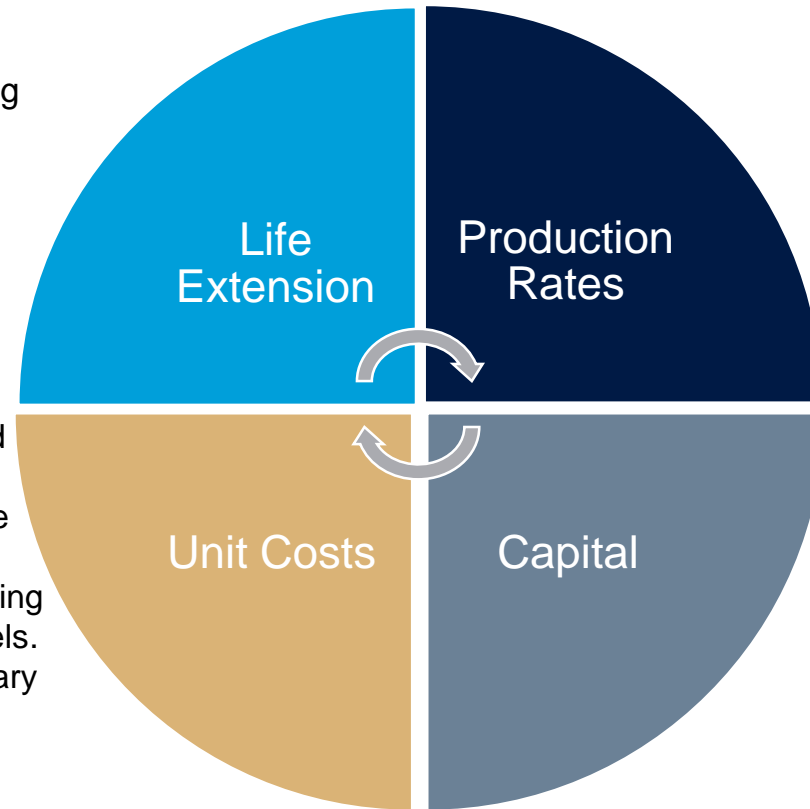 Life
Extension
Production
Rates
Unit Costs
Capital